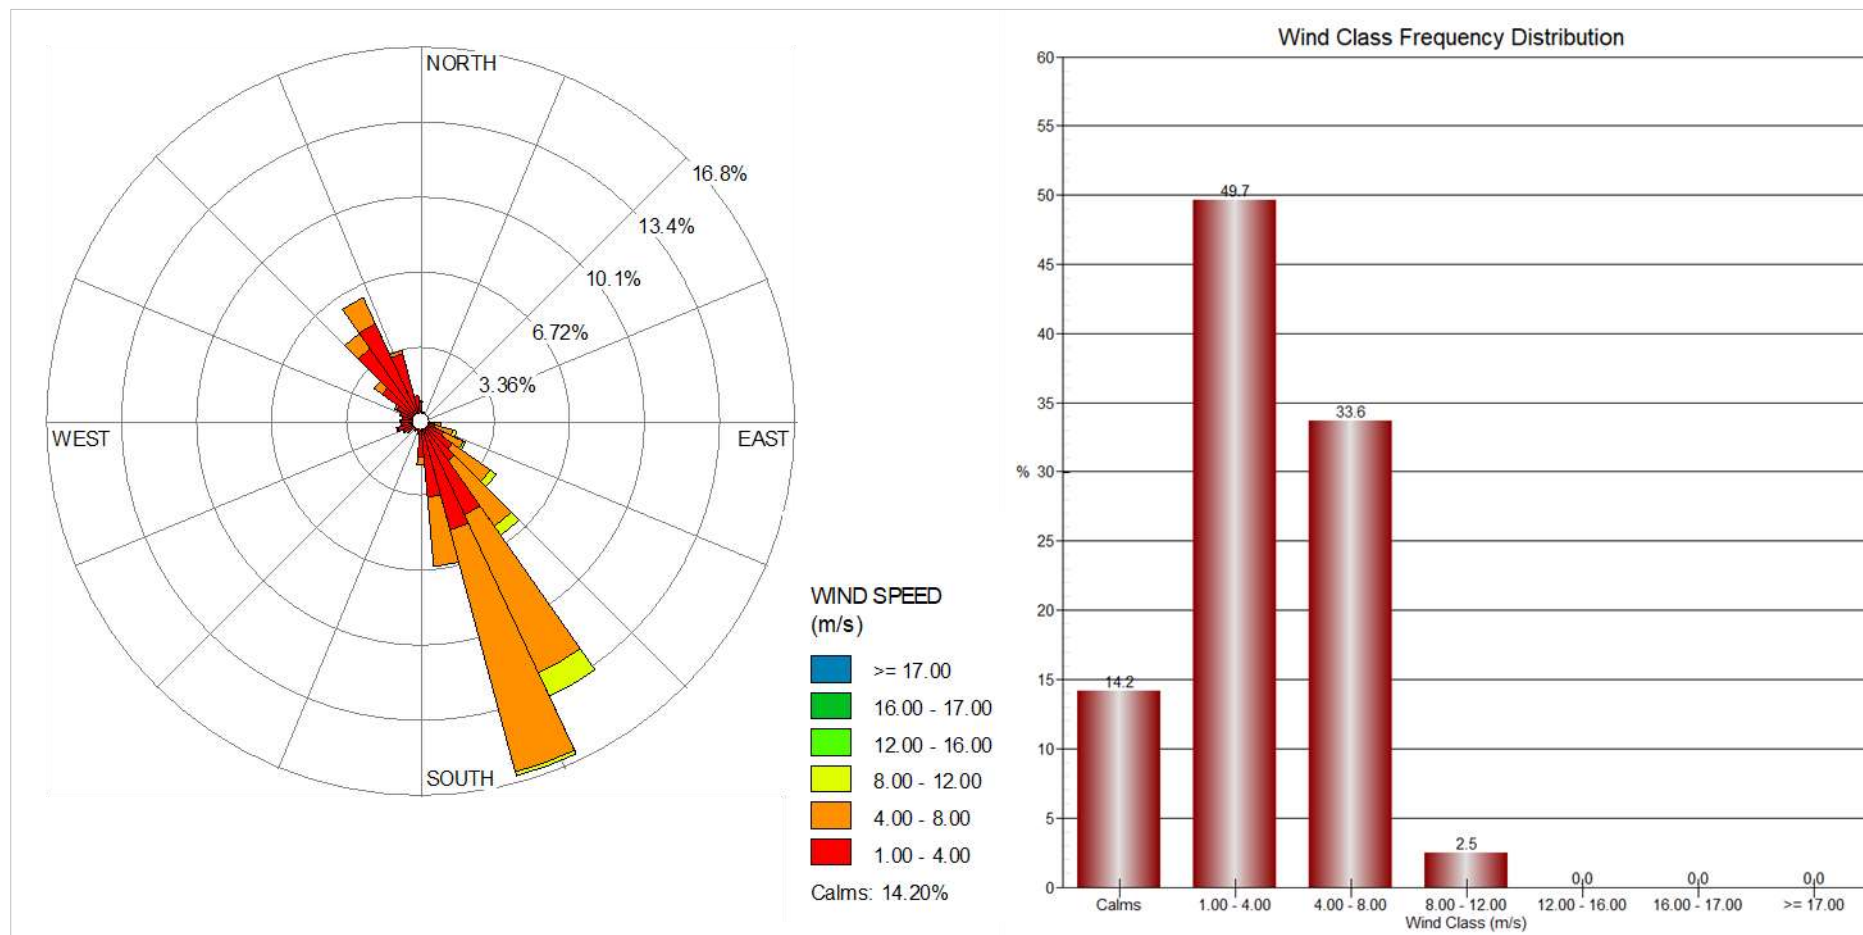 NORTH
16.8%
13.4%
10.1%
6.72%
3.36%
WEST
EAST
SOUTH
WIND SPEED
(m/s)
>= 17.00
16.00 - 17.00
12.00 - 16.00
8.00 - 12.00
4.00 - 8.00
1.00 - 4.00
Calms: 14.20%
Wind Class Frequency Distribution
60
55
50
45
40
35
% 30
25
20
15
10
5
0
14.2
49.7
33.6
2.5
0.0
0.0
0.0
Calms
1.00 - 4.00
4.00 - 8.00
8.00 - 12.00
12.00 - 16.00
16.00 - 17.00
>= 17.00
Wind Class (m/s)